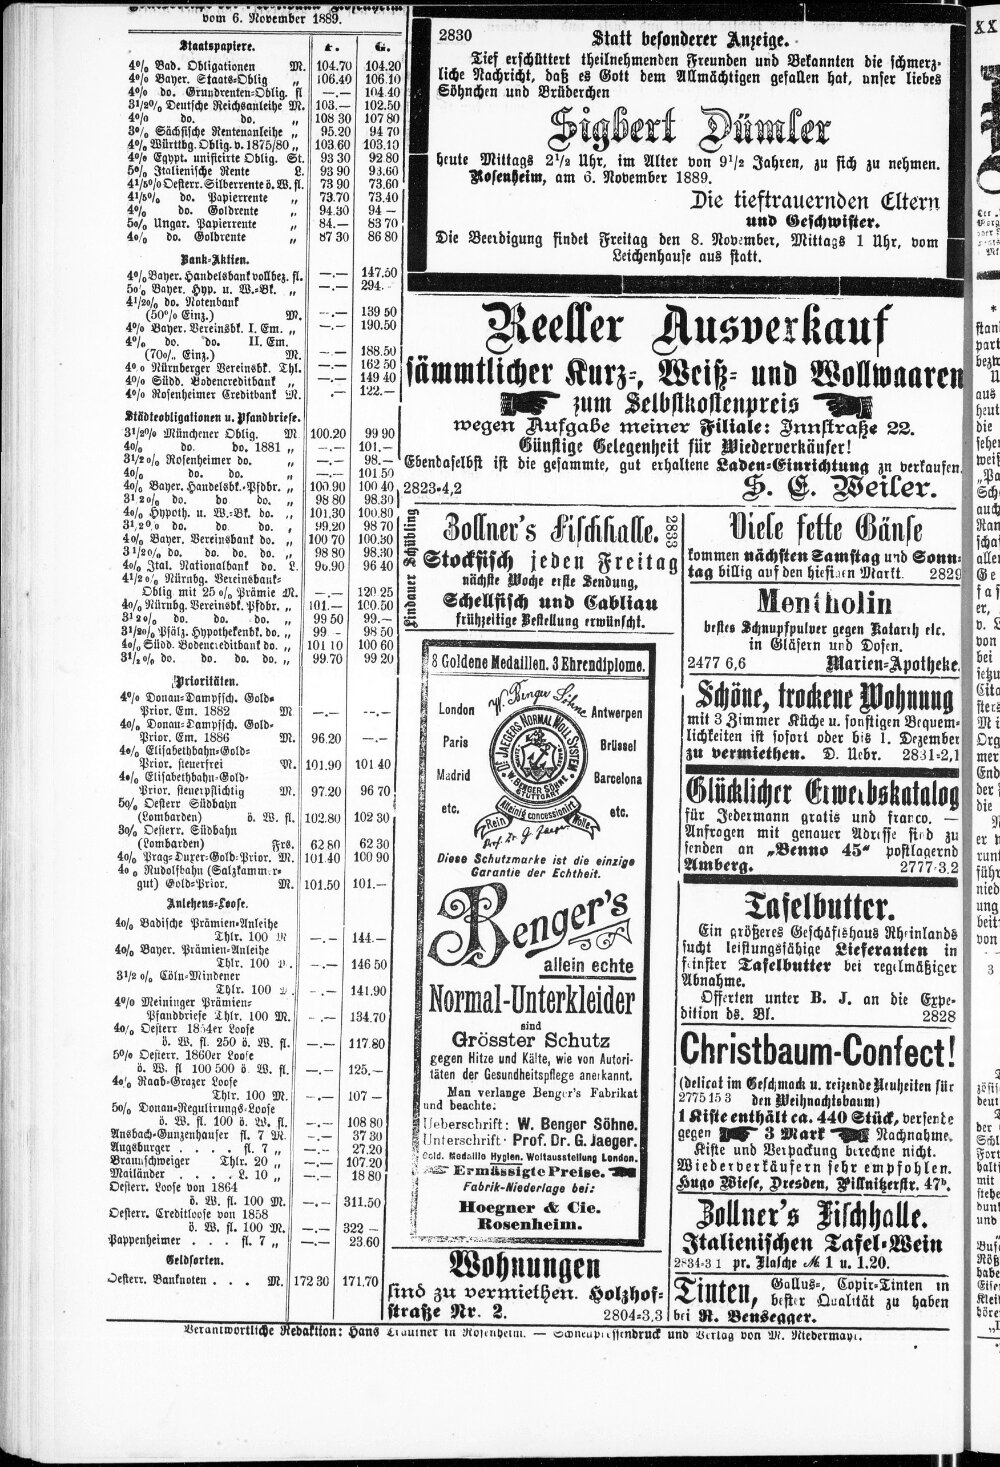 vom 6. November 1889.
Staatspapiere. P. G.
4% Bad. Obligationen M. 104.70 104.20
4% Bayer. Staats-Oblig „ 106.40 106.10
4% do. Grundrenten-Oblig. fl —.— 104.40
31/2% Deutsche Reichsanleihe M. 103.— 102.50
4% do. do. „ 108 30 107 80
3% Sächsische Rentenanleihe „ 95.20 94 70
4% Württbg. Oblig. v. 1875/80 „ 103.60 103.10
4% Egypt. unificirte Oblig. St. 93 30 92 80
5% Italienische Rente L. 93 90 93.60
41/5% Oesterr. Silberrente ö. W. fl. 73 90 73.60
41/5% do. Papierrente „ 73.70 73.40
4% do. Goldrente „ 94.30 94 —
5% Ungar. Papierrente „ 84.— 83 70
4% do. Goldrente „ 87 30 86 80
Bank-Aktien.
4% Bayer. Handelsbank vollbez. fl. —.— 147.50
5% Bayer. Hyp. u. W.-Bk. „ —.— 294.
41/2% do. Notenbank
(50% Einz.) M. —.— 139 50
4% Bayer. Vereinsbk. I. Em. „ —.— 190.50
4% do. do. II. Em.
(70% Einz.) M. —.— 188.50
4% Nürnberger Vereinsbk. Thl. —.— 162 50
4% Südd. Bodencreditbank „ —.— 149 40
4% Rosenheimer Creditbank M. .— 122.—
Städteobligationen u. Pfandbriefe.
31/2% Münchener Oblig. M 100.20 99 90
4% do. do. 1881 „ —.— 101.—
31/2% Rosenheimer do. „ —.— 98.—
4% do. do. „ —.— 101 50
4% Bayer. Handelsbk.-Pfdbr. „ 100.90 100 40
31/2% do. do do. „ 98 80 98.30
4% Hypoth. u. W.-Bk. do. „ 101.30 100.80
31/2% do. do do. „ 99.20 98 70
4% Bayer. Vereinsbank do. „ 100 70 100.30
31/2% do. do. do. do. „ 98 80 98.30
4% Ital. Nationalbank do. L. 96.90 96 40
41/2% Nürnbg. Vereinsbank-
Oblig mit 25% Prämie M. —.— 120 25
4% Nürnbg. Vereinsbk. Pfdbr. „ 101.— 100.50
31/2% do. do. do. „ 99 50 99.—
31/2% Pfälz. Hypothekenbk. do. „ 99 – 98 50
4% Südd. Bodencreditbank do. „ 101 10 100 60
31/2% do. do. do. do. „ 99.70 99 20
Prioritäten.
4% Donau-Dampfsch. Gold-
Prior. Em. 1882 M —.— —.—
4% Donau-Dampfsch. Gold-
Prior. Em. 1886 M. 96.20 —.—
4% Elisabethbahn-Gold-
Prior. steuerfrei M. 101.90 101 40
4% Elisabethbahn-Gold-
Prior. steuerpflichtig M. 97.20 96 70
5% Oesterr Südbahn
(Lombarden) ö. W. fl. 102.80 102 30
3% Oesterr. Südbahn
(Lombarden) Frs. 62 80 62 30
4% Prag-Duxer-Gold-Prior. M. 101.40 100 90
4% Rudolfbahn (Salzkammer-
gut) Gold-Prior. M. 101.50 101.—
Anlehens-Loose.
4% Badische Prämien-Anleihe
Thlr. 100 M —.— 144.—
4% Bayer. Prämien-Anleihe
Thlr. 100 —.— 146 50
31/2% Cöln-Mindener
Thlr. 100 —.— 141.90
4% Meininger Prämien-
Pfandbriefe Thlr. 100 M. —.— 134.70
4% Oesterr 1854er Loose
ö. W. fl. 250 ö. W. fl. —.— 117.80
5% Oesterr. 1860er Loose
ö. W. fl 100 500 ö. W. fl. —.— 125.—
4% Raab-Grazer Loose
Thlr. 100 M. —.— 107 —
5% Donau-Regulirungs-Loose
ö. W. fl. 100 ö. W. fl. —.— 108 80
Ansbach-Gunzenhauser fl. 7 M. —.— 37 30
Augsburger . . . . fl. 7 „ —.— 27.20
Braunschweiger Thlr. 20 „ —.— 107.20
Mailänder . . . L. 10 „ —.— 18 80
Oesterr. Loose von 1864
ö. W. fl. 100 M. —.— 311.50
Oesterr. Creditloose von 1858
ö. W. fl. 100 M. —.— 322 –
Pappenheimer . . . fl. 7 „ —.— 23.60
Geldsorten.
Oesterr. Banknoten . . . M. 172 30 171.70
2830 Statt besonderer Anzeige.
Tief erschüttert theilnehmenden Freunden und Bekannten die schmerz-
liche Nachricht, daß es Gott dem Allmächtigen gefallen hat, unser liebes
Söhnchen und Brüderchen
Sigbert Dümler
heute Mittags 21/2 Uhr, im Alter von 91/2 Jahren, zu sich zu nehmen.
Rosenheim, am 6. November 1889.
Die tieftrauernden Eltern
und Geschwister.
Die Beerdigung findet Freitag den 8. November, Mittags 1 Uhr, vom
Leichenhause aus statt.
Reeller Ausverkauf
sämmtlicher Kurz-, Weiß- und Wollwaaren
zum Selbstkostenpreis
wegen Aufgabe meiner Filiale: Innstraße 22.
Günstige Gelegenheit für Wiederverkäufer!
Ebendaselbst ist die gesammte, gut erhaltene Laden-Einrichtung zu verkaufen.
2823-4,2 S. E. Weiler.
Lindauer Schübling
Zollner's Fischhalle. 2833
Stockfisch jeden Freitag
nächste Woche erste Sendung,
Schellfisch und Cabliau
frühzeitige Bestellung erwünscht.
8 Goldene Medaillen. 3 Ehrendiplome.
W. Benger Söhne
London Antwerpen
Paris Brüssel
Madrid Barcelona
etc. etc.
DR JAEGERS NORMAL WOLL SYSTEM
W. BENGER SÖHNE
STUTTGART
Alleinig concessionirt
Rein Wolle
Prof. Dr. G. Jaeger.
Diese Schutzmarke ist die einzige
Garantie der Echtheit.
Benger's
allein echte
Normal-Unterkleider
sind
Grösster Schutz
gegen Hitze und Kälte, wie von Autori-
täten der Gesundheitspflege anerkannt.
Man verlange Benger's Fabrikat
und beachte:
Ueberschrift: W. Benger Söhne.
Unterschrift: Prof. Dr. G. Jaeger.
Gold. Medaille Hygien. Weltausstellung London.
Ermässigte Preise.
Fabrik-Niederlage bei:
Hoegner & Cie.
Rosenheim.
Wohnungen
sind zu vermiethen. Holzhof-
straße Nr. 2. 2804-3,3
Viele fette Gänse
kommen nächsten Samstag und Sonn-
tag billig auf den hiesigen Markt. 2829
Mentholin
bestes Schnupfpulver gegen Katarrh etc.
in Gläsern und Dosen.
2477 6,6 Marien-Apotheke.
Schöne, trockene Wohnung
mit 3 Zimmer Küche u. sonstigen Bequem-
lichkeiten ist sofort oder bis 1. Dezember
zu vermiethen. D. Uebr. 2831-2,1
Glücklicher Erwerbskatalog
für Jedermann gratis und franco. —
Anfragen mit genauer Adresse sind zu
senden an „Benno 45“ postlagernd
Amberg. 2777-3.2
Tafelbutter.
Ein größeres Geschäftshaus Rheinlands
sucht leistungsfähige Lieferanten in
feinster Tafelbutter bei regelmäßiger
Abnahme.
Offerten unter B. J. an die Expe-
dition ds. Bl. 2828
Christbaum-Confect!
(delicat im Geschmack u. reizende Neuheiten für
2775 15 3 den Weihnachtsbaum)
1 Kiste enthält ca. 440 Stück, versende
gegen 3 Mark Nachnahme.
Kiste und Verpackung berechne nicht.
Wiederverkäufern sehr empfohlen.
Hugo Wiese, Dresden, Pillnitzerstr. 47b.
Zollner's Fischhalle.
Italienischen Tafel-Wein
2834-3 1 pr. Flasche M 1 u. 1.20.
Tinten, Gallus-, Copir-Tinten in
bester Qualität zu haben
bei R. Bensegger.
Verantwortliche Redaktion: Hans Trautner in Rosenheim. — Schnellpressendruck und Verlag von M. Niedermayr.